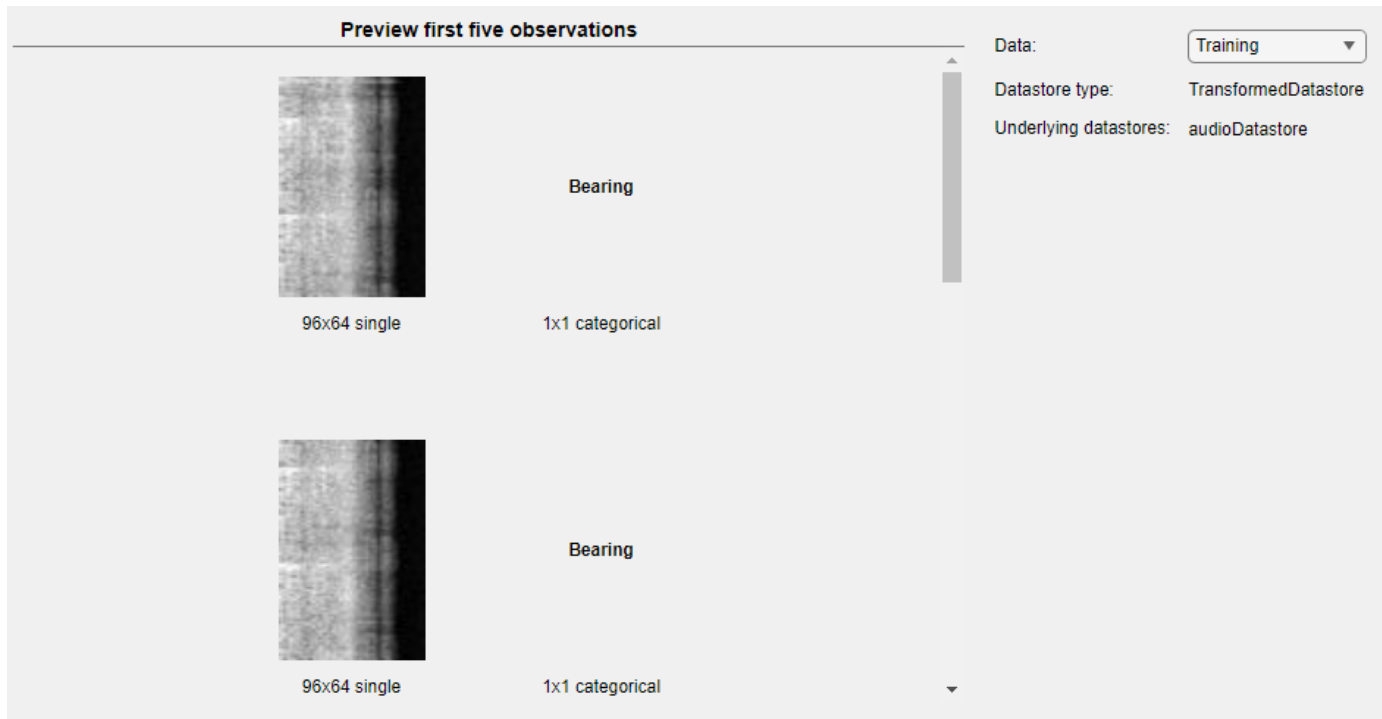 Preview first five observations
Bearing
96x64 single 1x1 categorical
Bearing
96x64 single 1x1 categorical
Data: Training
Datastore type: TransformedDatastore
Underlying datastores: audioDatastore